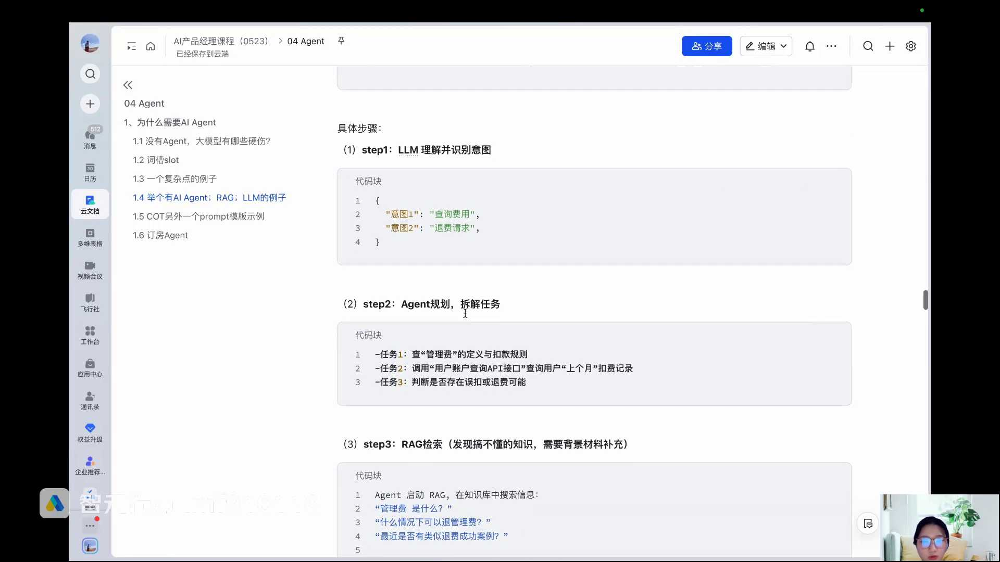 AI产品经理课程（0523） > 04 Agent
已经保存到云端
分享
编辑
512
消息
30
日历
云文档
多维表格
视频会议
飞行社
工作台
应用中心
通讯录
权益升级
企业推荐...
04 Agent
1、为什么需要AI Agent
1.1 没有Agent，大模型有哪些硬伤？
1.2 词槽slot
1.3 一个复杂点的例子
1.4 举个有AI Agent；RAG；LLM的例子
1.5 COT另外一个prompt模版示例
1.6 订房Agent
具体步骤：
（1）step1：LLM 理解并识别意图
代码块
1 {
2 "意图1": "查询费用",
3 "意图2": "退费请求",
4 }
（2）step2：Agent规划，拆解任务
代码块
1 -任务1：查“管理费”的定义与扣款规则
2 -任务2：调用“用户账户查询API接口”查询用户“上个月”扣费记录
3 -任务3：判断是否存在误扣或退费可能
（3）step3：RAG检索（发现搞不懂的知识，需要背景材料补充）
代码块
1 Agent 启动 RAG，在知识库中搜索信息：
2 “管理费 是什么？”
3 “什么情况下可以退管理费？”
4 “最近是否有类似退费成功案例？”
5